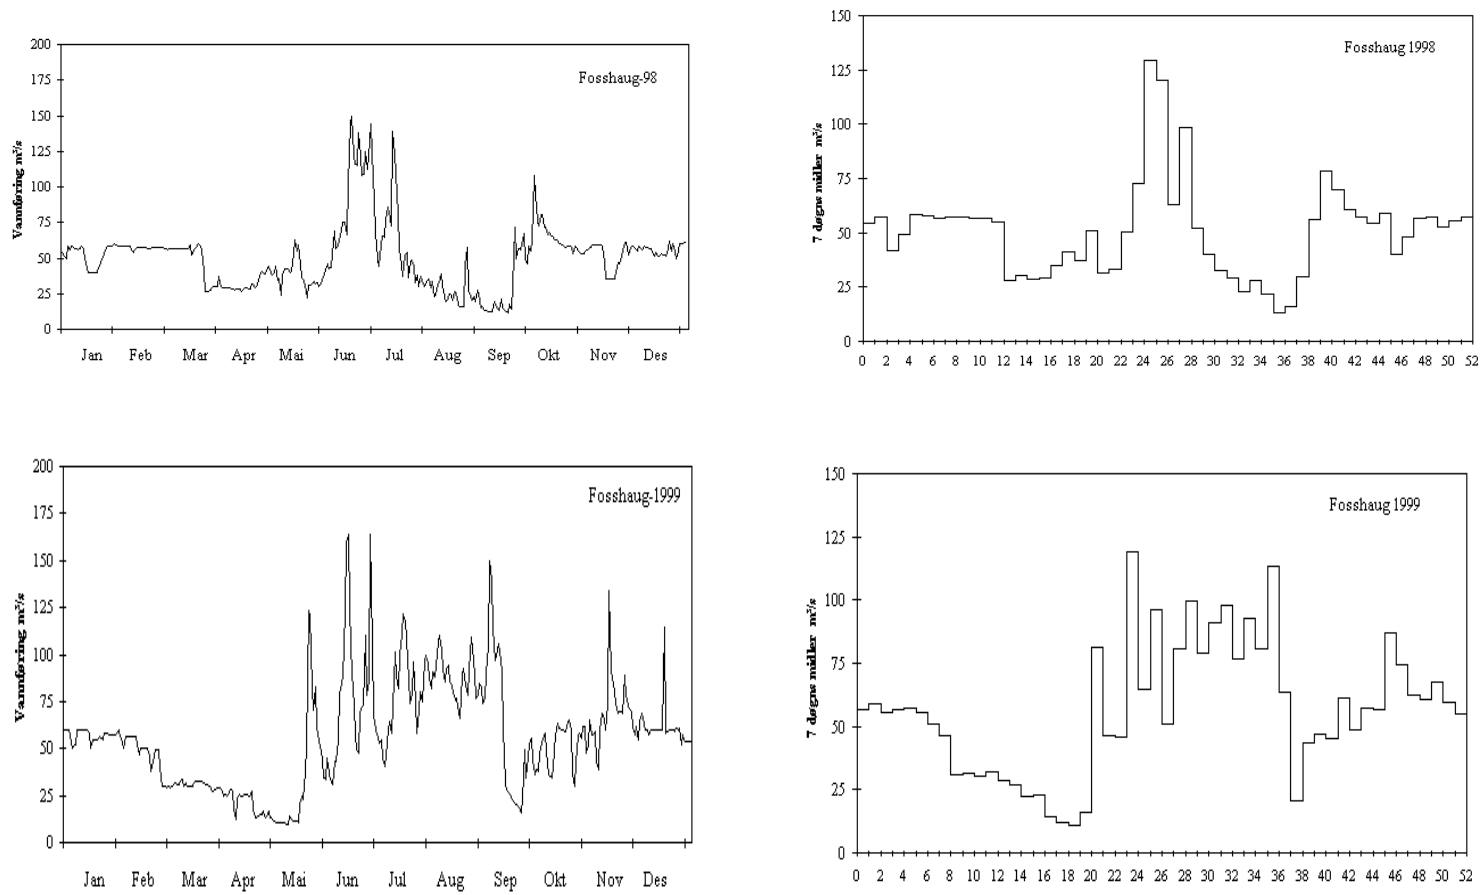 Fosshaug-98
Vannføring m³/s
200
175
150
125
100
75
50
25
0
Jan Feb Mar Apr Mai Jun Jul Aug Sep Okt Nov Des
Fosshaug 1998
7 døgns midler m³/s
150
125
100
75
50
25
0
0 2 4 6 8 10 12 14 16 18 20 22 24 26 28 30 32 34 36 38 40 42 44 46 48 50 52
Fosshaug-1999
Vannføring m³/s
200
175
150
125
100
75
50
25
0
Jan Feb Mar Apr Mai Jun Jul Aug Sep Okt Nov Des
Fosshaug 1999
7 døgns midler m³/s
150
125
100
75
50
25
0
0 2 4 6 8 10 12 14 16 18 20 22 24 26 28 30 32 34 36 38 40 42 44 46 48 50 52